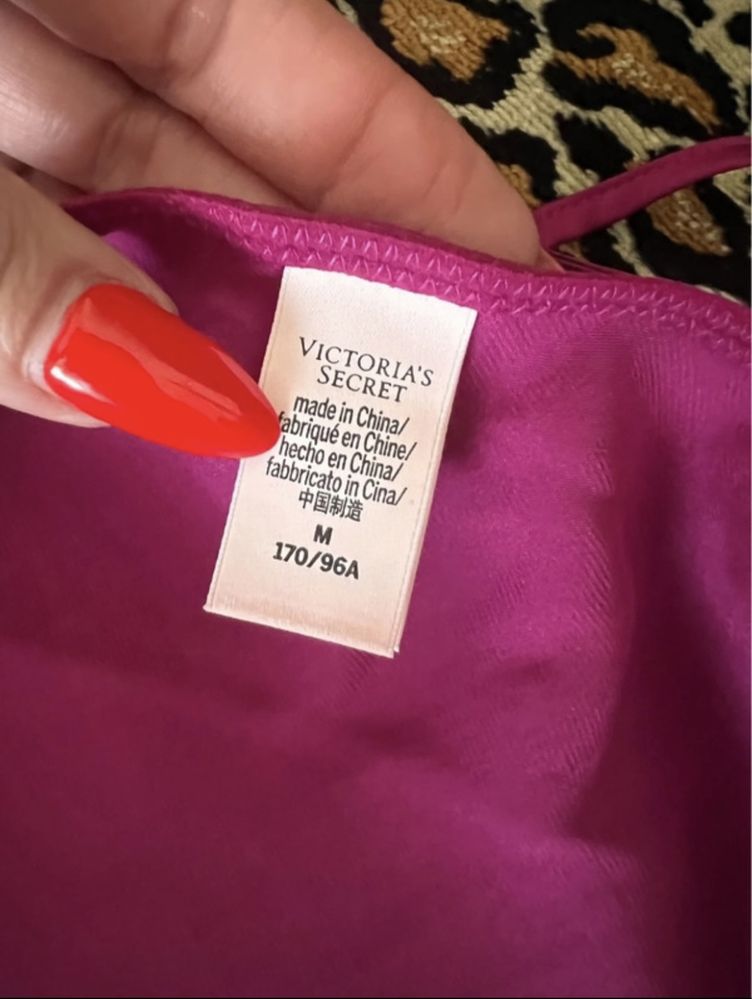 VICTORIA'S
SECRET
made in China/
fabriqué en Chine/
hecho en China/
fabbricato in Cina/
中国制造
M
170/96A